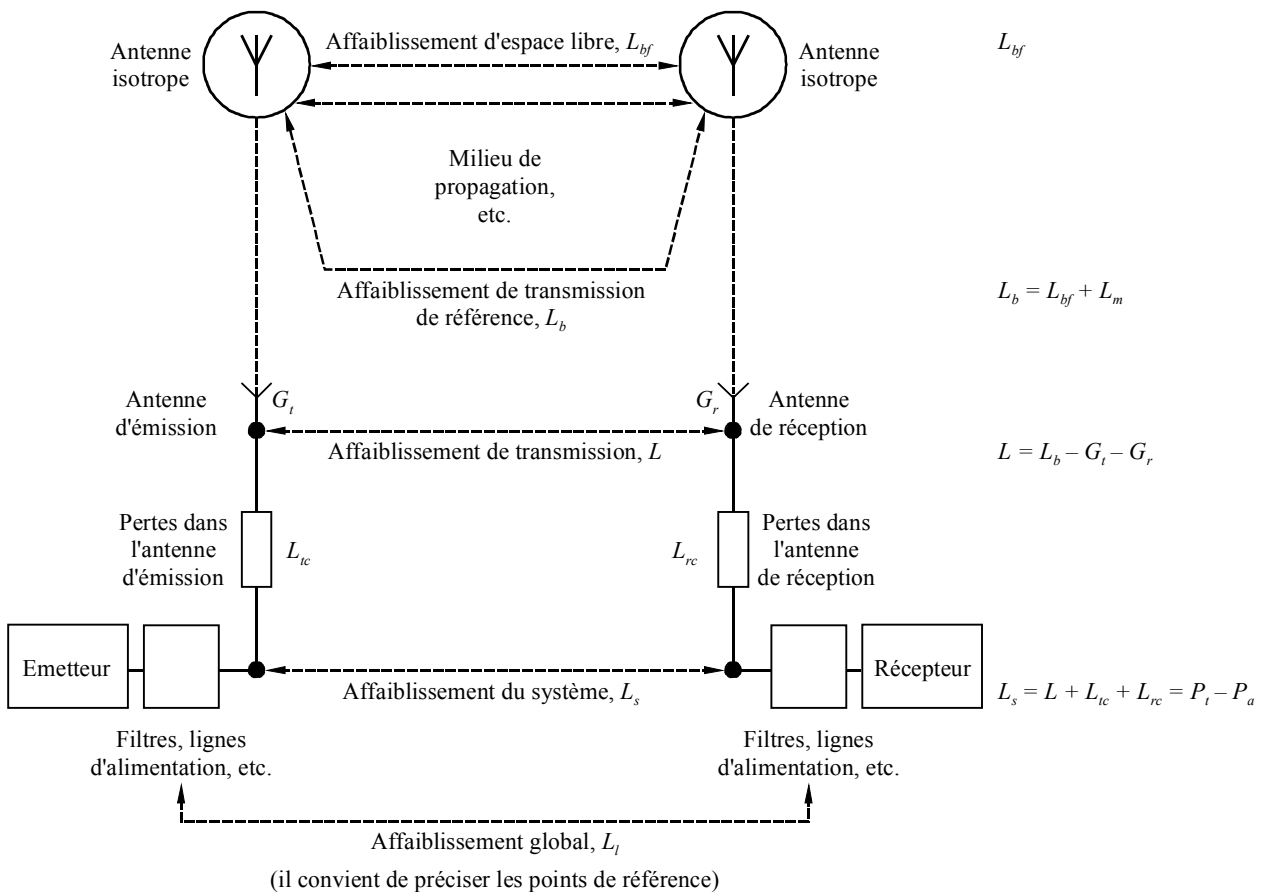 Antenne
isotrope
Affaiblissement d'espace libre, L_bf
Antenne
isotrope
L_bf
Milieu de
propagation,
etc.
Affaiblissement de transmission
de référence, L_b
L_b = L_bf + L_m
Antenne
d'émission
G_t
G_r
Antenne
de réception
Affaiblissement de transmission, L
L = L_b – G_t – G_r
Pertes dans
l'antenne
d'émission
L_tc
L_rc
Pertes dans
l'antenne
de réception
Emetteur
Récepteur
Affaiblissement du système, L_s
L_s = L + L_tc + L_rc = P_t – P_a
Filtres, lignes
d'alimentation, etc.
Filtres, lignes
d'alimentation, etc.
Affaiblissement global, L_l
(il convient de préciser les points de référence)